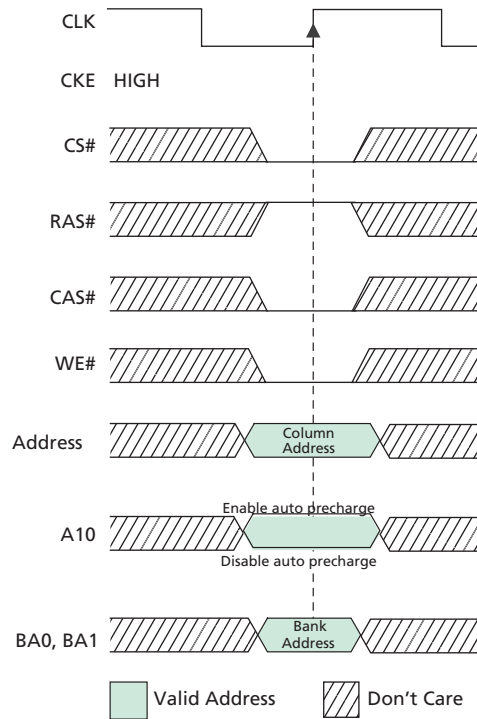 CLK
CKE HIGH
CS#
RAS#
CAS#
WE#
Address Column
Address
Enable auto precharge
A10
Disable auto precharge
BA0, BA1 Bank
Address
Valid Address Don't Care